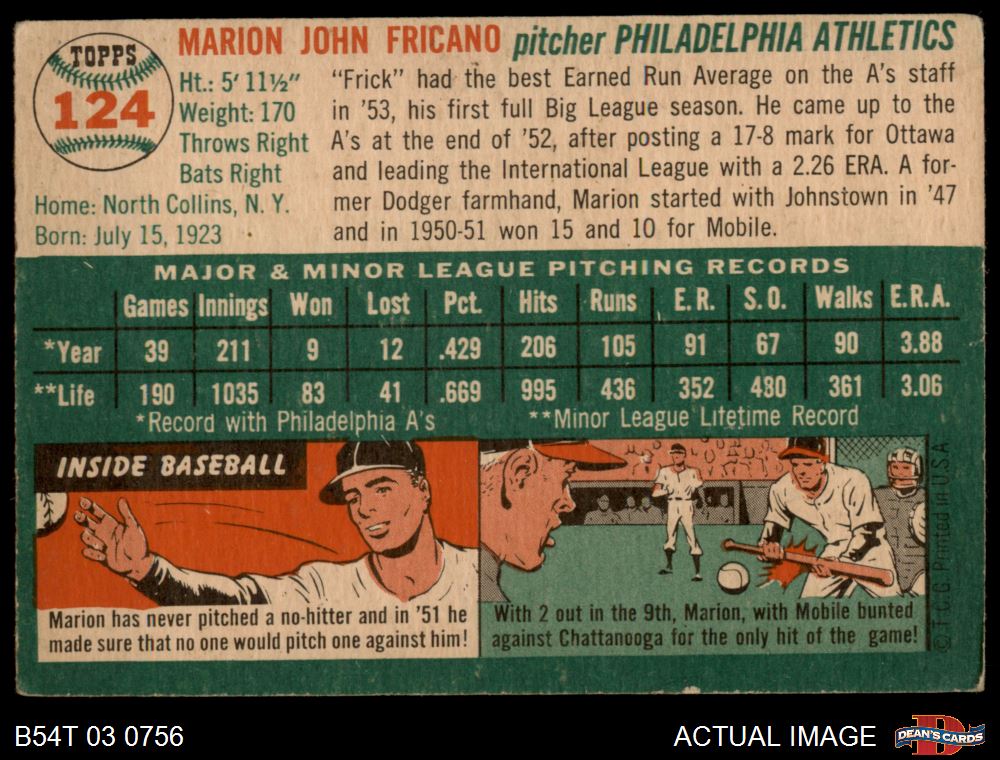 TOPPS
124
MARION JOHN FRICANO pitcher PHILADELPHIA ATHLETICS
Ht.: 5' 11½"
Weight: 170
Throws Right
Bats Right
Home: North Collins, N. Y.
Born: July 15, 1923
"Frick" had the best Earned Run Average on the A's staff
in '53, his first full Big League season. He came up to the
A's at the end of '52, after posting a 17-8 mark for Ottawa
and leading the International League with a 2.26 ERA. A for-
mer Dodger farmhand, Marion started with Johnstown in '47
and in 1950-51 won 15 and 10 for Mobile.
MAJOR & MINOR LEAGUE PITCHING RECORDS
Games Innings Won Lost Pct. Hits Runs E.R. S.O. Walks E.R.A.
*Year 39 211 9 12 .429 206 105 91 67 90 3.88
**Life 190 1035 83 41 .669 995 436 352 480 361 3.06
*Record with Philadelphia A's **Minor League Lifetime Record
INSIDE BASEBALL
Marion has never pitched a no-hitter and in '51 he
made sure that no one would pitch one against him!
With 2 out in the 9th, Marion, with Mobile bunted
against Chattanooga for the only hit of the game!
© T. C. G. Printed in U.S.A.
B54T 03 0756
ACTUAL IMAGE
D
DEAN'S CARDS